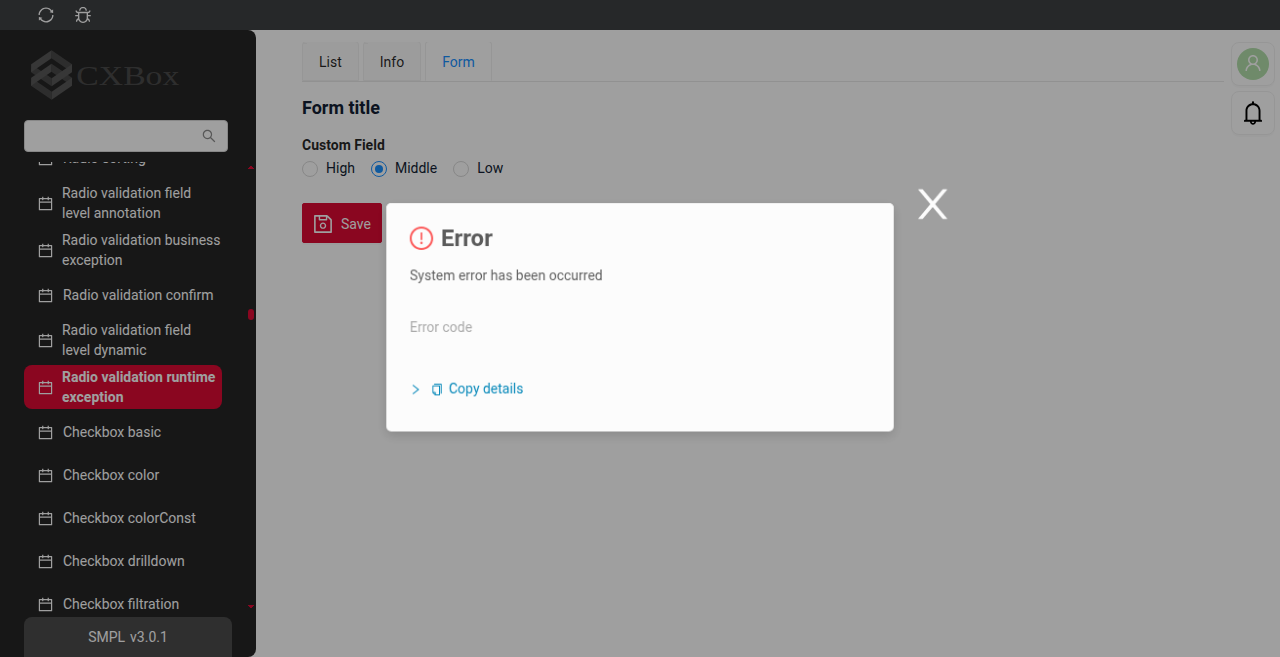 CXBox
Radio sorting
Radio validation field
level annotation
Radio validation business
exception
Radio validation confirm
Radio validation field
level dynamic
Radio validation runtime
exception
Checkbox basic
Checkbox color
Checkbox colorConst
Checkbox drilldown
Checkbox filtration
SMPL v3.0.1
List Info Form
Form title
Custom Field
High Middle Low
Save
Error
System error has been occurred
Error code
Copy details